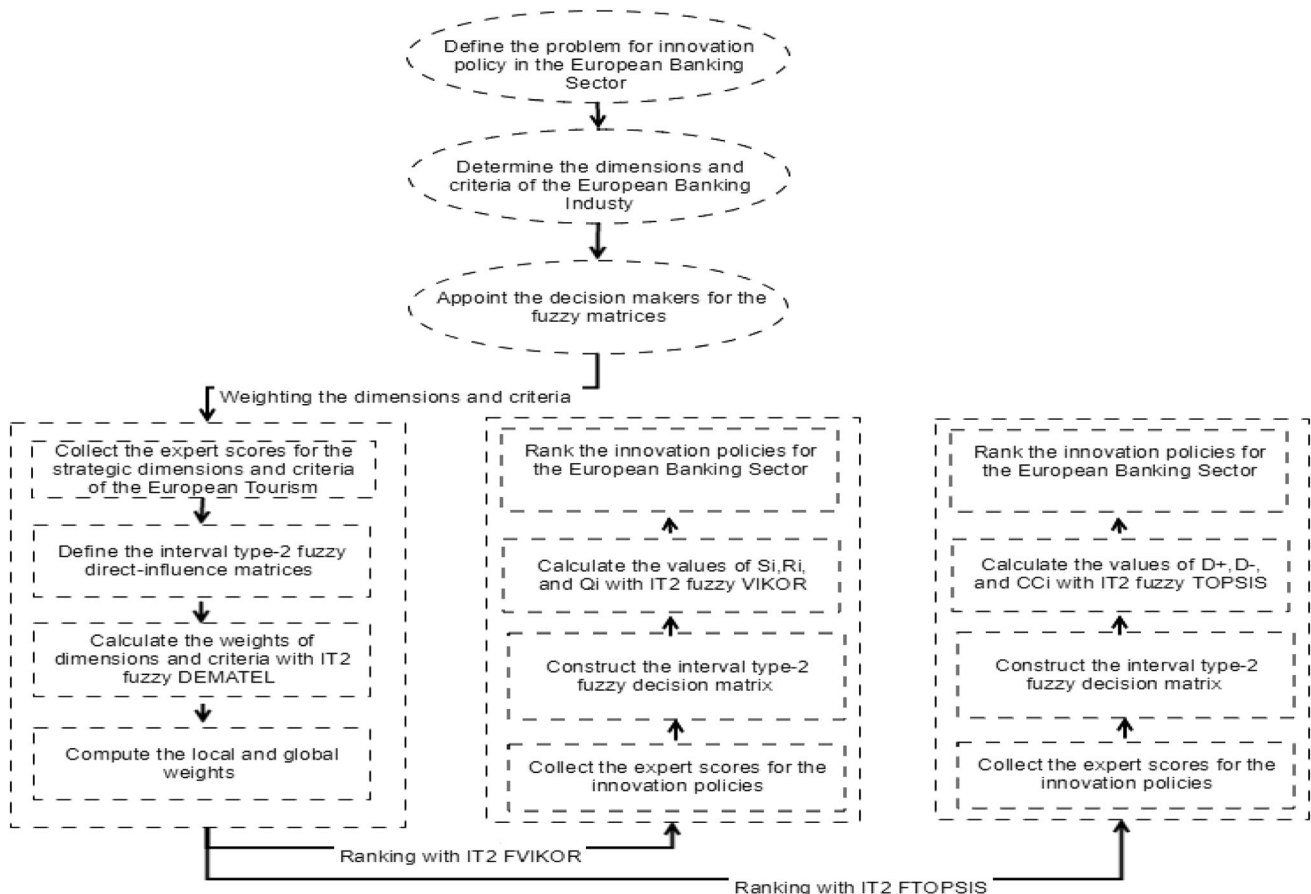 Define the problem for innovation
policy in the European Banking
Sector
Determine the dimensions and
criteria of the European Banking
Industy
Appoint the decision makers for the
fuzzy matrices
Weighting the dimensions and criteria
Collect the expert scores for the
strategic dimensions and criteria
of the European Tourism
Define the interval type-2 fuzzy
direct-influence matrices
Calculate the weights of
dimensions and criteria with IT2
fuzzy DEMATEL
Compute the local and global
weights
Rank the innovation policies for
the European Banking Sector
Calculate the values of Si,Ri,
and Qi with IT2 fuzzy VIKOR
Construct the interval type-2
fuzzy decision matrix
Collect the expert scores for the
innovation policies
Rank the innovation policies for
the European Banking Sector
Calculate the values of D+,D-,
and CCi with IT2 fuzzy TOPSIS
Construct the interval type-2
fuzzy decision matrix
Collect the expert scores for the
innovation policies
Ranking with IT2 FVIKOR
Ranking with IT2 FTOPSIS